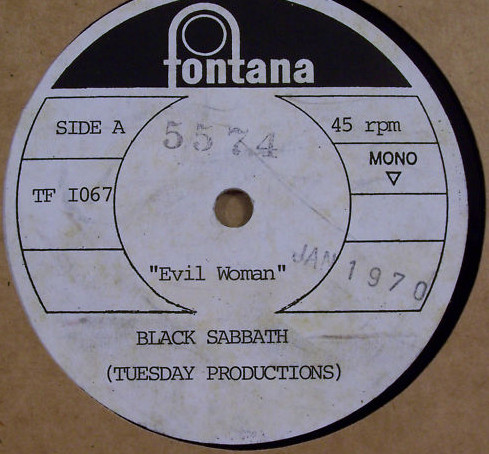 fontana
SIDE A
5574
45 rpm
MONO
TF 1067
"Evil Woman"
JAN 1970
BLACK SABBATH
(TUESDAY PRODUCTIONS)